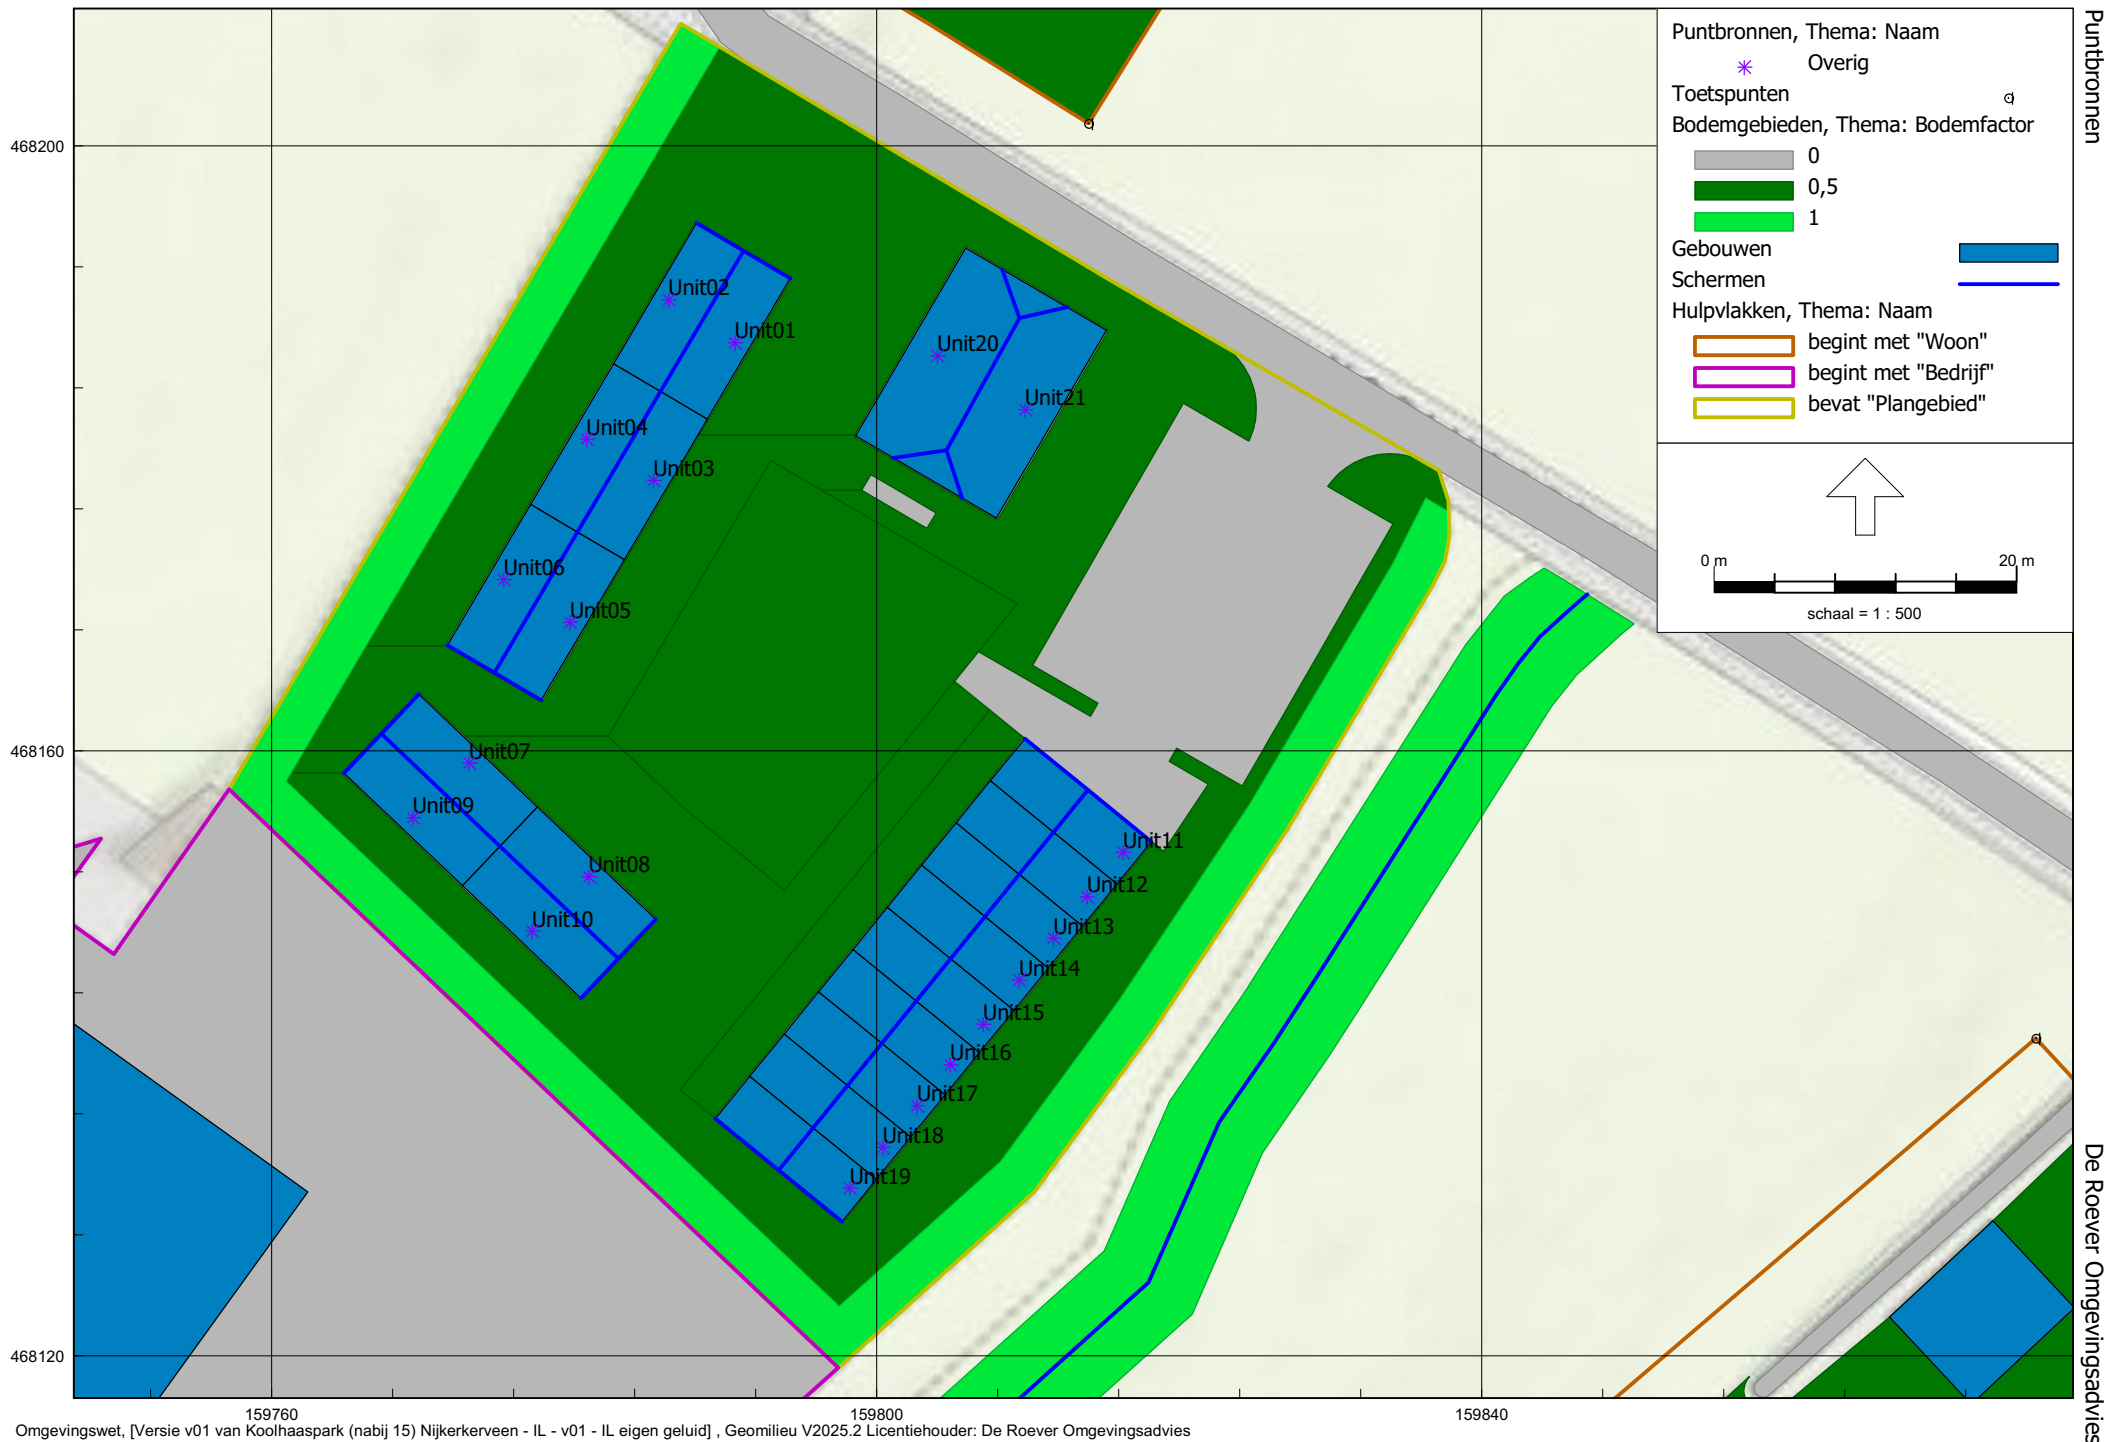 Puntbronnen, Thema: Naam
Overig
Toetspunten
Bodemgebieden, Thema: Bodemfactor
0
0,5
1
Gebouwen
Schermen
Hulpvlakken, Thema: Naam
begint met "Woon"
begint met "Bedrijf"
bevat "Plangebied"
0 m
20 m
schaal = 1 : 500
Puntbronnen
De Roever Omgevingsadvies
468200
468160
468120
159760
159800
159840
Unit02
Unit01
Unit20
Unit21
Unit04
Unit03
Unit06
Unit05
Unit07
Unit09
Unit08
Unit10
Unit11
Unit12
Unit13
Unit14
Unit15
Unit16
Unit17
Unit18
Unit19
Omgevingswet, [Versie v01 van Koolhaaspark (nabij 15) Nijkerkerveen - IL - v01 - IL eigen geluid] , Geomilieu V2025.2 Licentiehouder: De Roever Omgevingsadvies